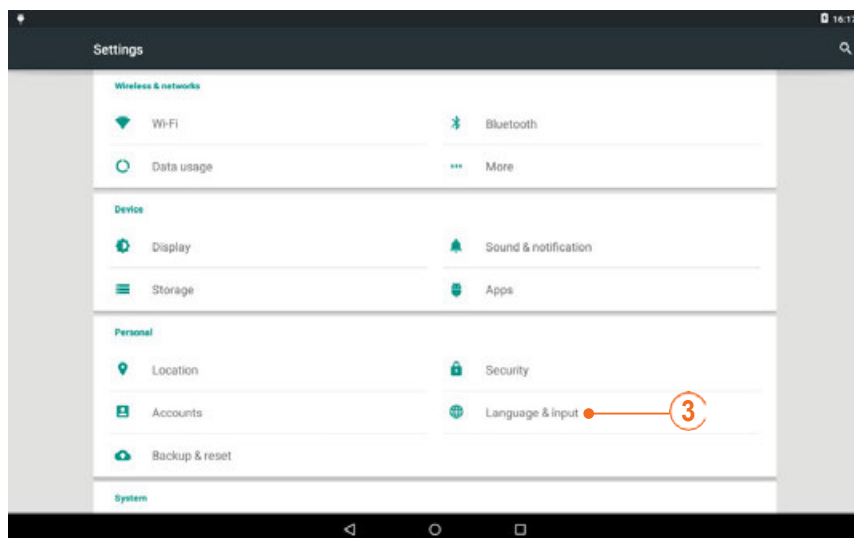 16:17
Settings
Wireless & networks
Wi-Fi Bluetooth
Data usage More
Device
Display Sound & notification
Storage Apps
Personal
Location Security
Accounts Language & input 3
Backup & reset
System